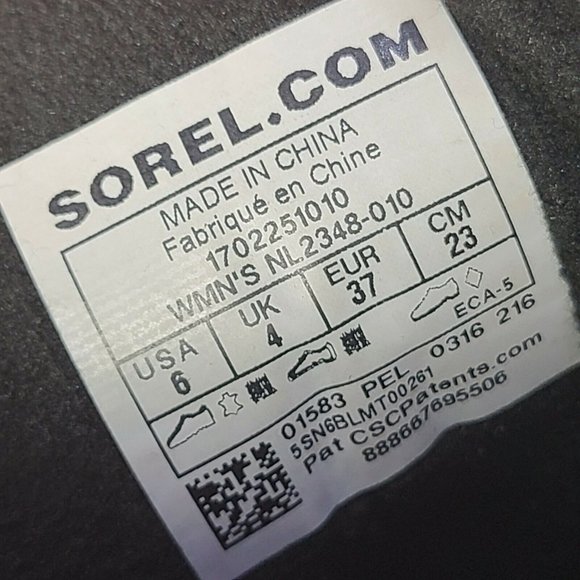 SOREL.COM
MADE IN CHINA
Fabriqué en Chine
1702251010
WMN'S NL2348-010
USA UK EUR CM
6 4 37 23
ECA-5
01583 PEL 0316 216
5SN6BLMT00261
Pat CSCPatents.com
888667695506